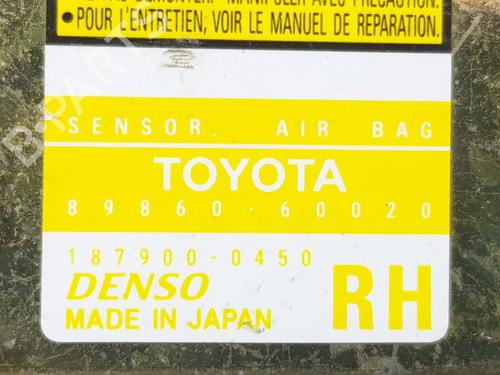 • POUR L'ENTRETIEN, VOIR LE MANUEL DE REPARATION.
SENSOR, AIR BAG
TOYOTA
89860-60020
187900-0450
DENSO
MADE IN JAPAN
RH